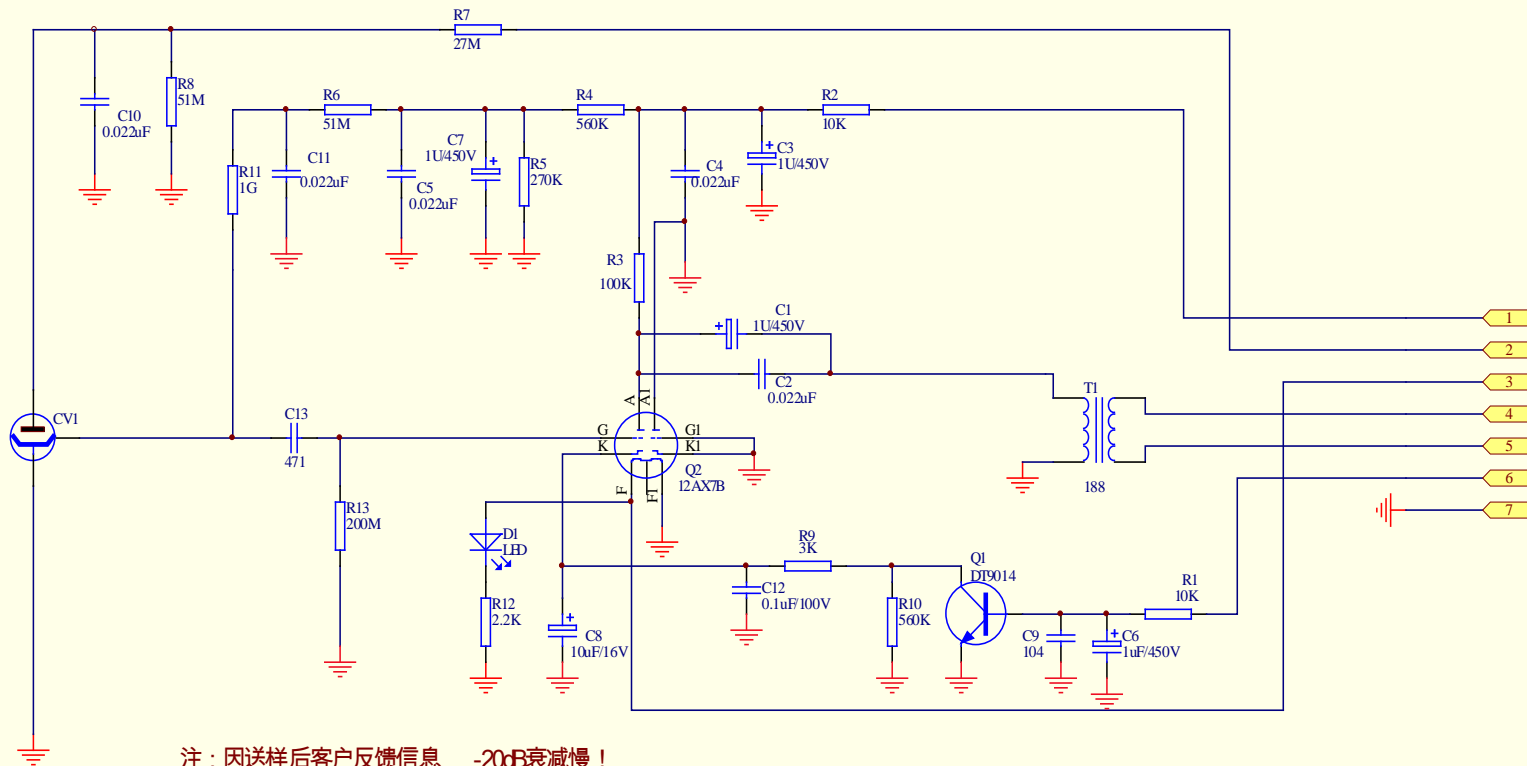 R7
27M
R8
51M
C10
0.022uF
R6
51M
R4
560K
R2
10K
R11
1G
C11
0.022uF
C7
1U/450V
C5
0.022uF
R5
270K
C4
0.022uF
C3
1U/450V
R3
100K
C1
1U/450V
C2
0.022uF
1
2
3
4
5
6
7
T1
188
CV1
C13
471
A
A1
G
K
G1
K1
F
F1
Q2
12AX7B
R13
200M
D1
LED
R12
2.2K
C8
10uF/16V
C12
0.1uF/100V
R9
3K
R10
560K
Q1
DT9014
R1
10K
C9
104
C6
1uF/450V
注：因送样后客户反馈信息 -20dB衰减慢！